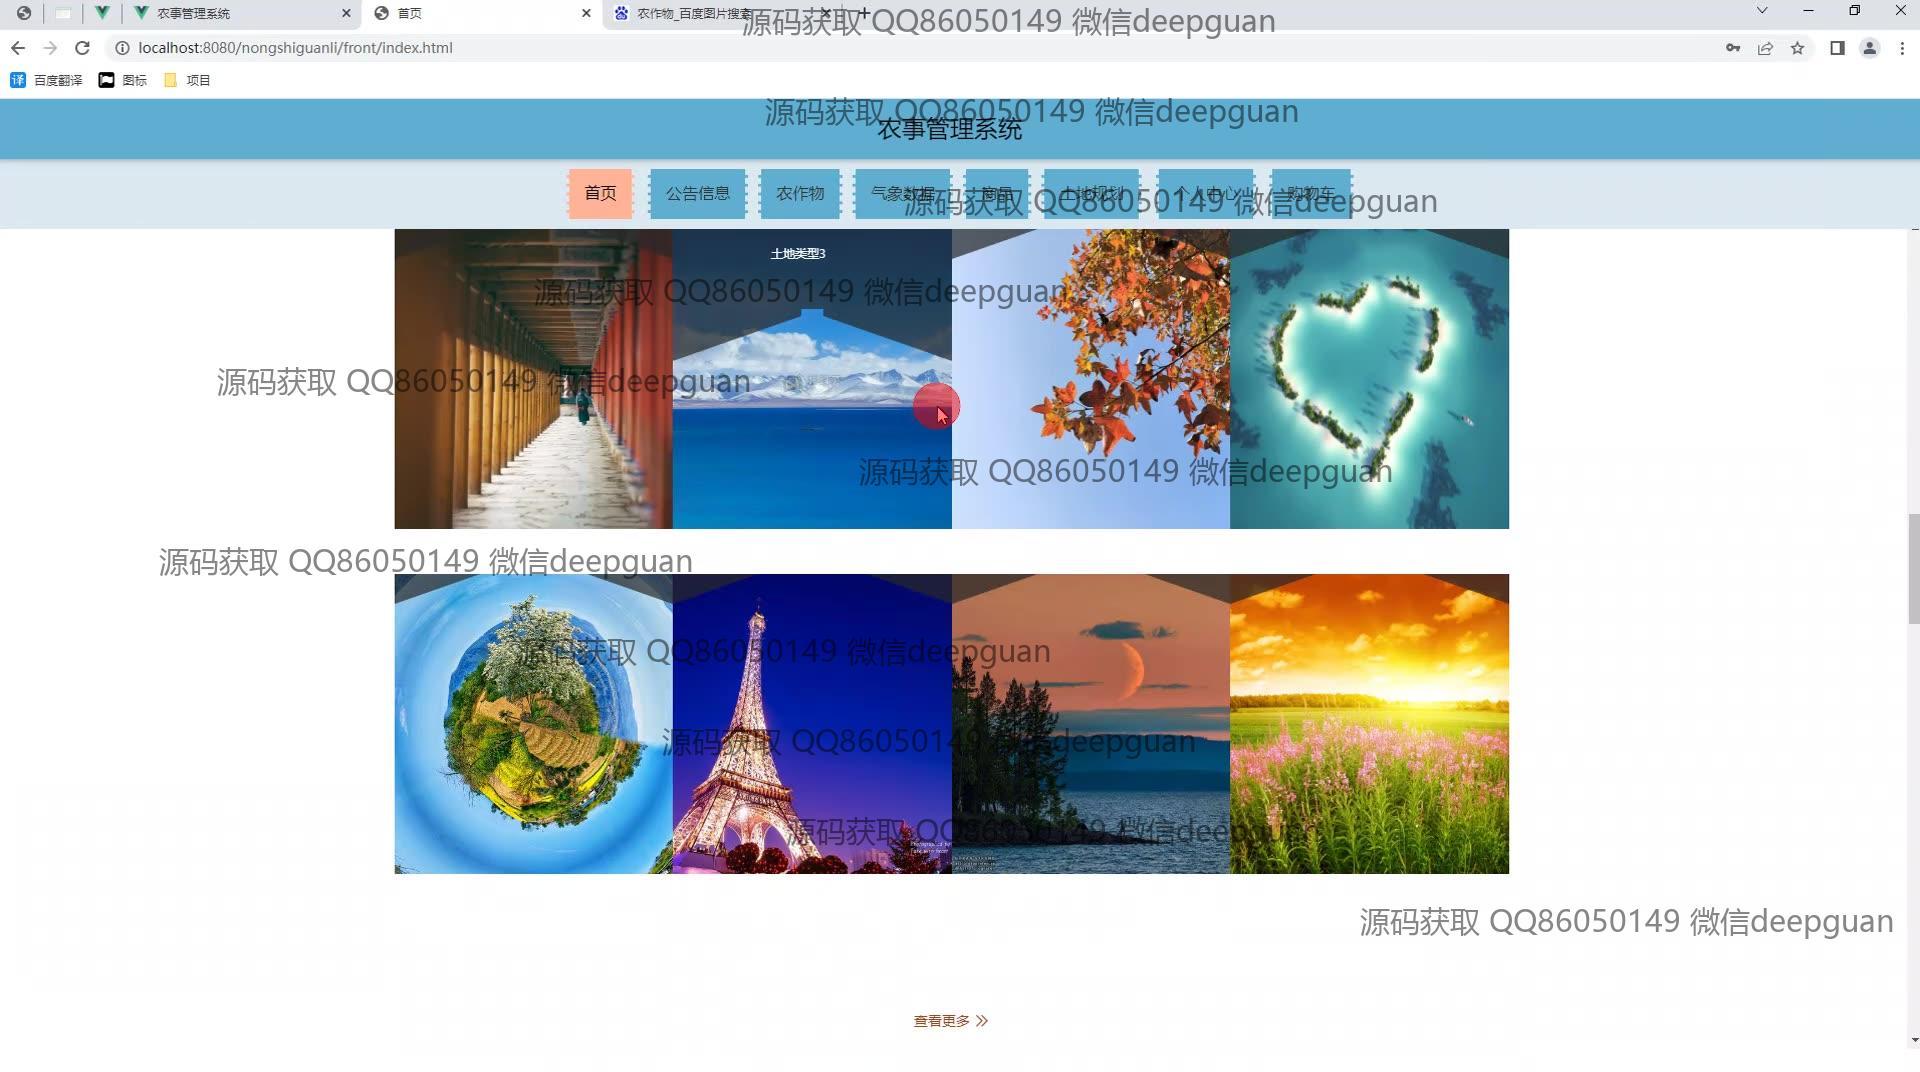 农事管理系统
首页
农作物_百度图片搜索
源码获取 QQ86050149 微信deepguan
localhost:8080/nongshiguanli/front/index.html
百度翻译
图标
项目
源码获取 QQ86050149 微信deepguan
农事管理系统
首页
公告信息
农作物
气象数据
商品
土地规划
个人中心
购物车
源码获取 QQ86050149 微信deepguan
土地类型3
源码获取 QQ86050149 微信deepguan
源码获取 QQ86050149 微信deepguan
源码获取 QQ86050149 微信deepguan
源码获取 QQ86050149 微信deepguan
源码获取 QQ86050149 微信deepguan
源码获取 QQ86050149 微信deepguan
源码获取 QQ86050149 微信deepguan
源码获取 QQ86050149 微信deepguan
查看更多